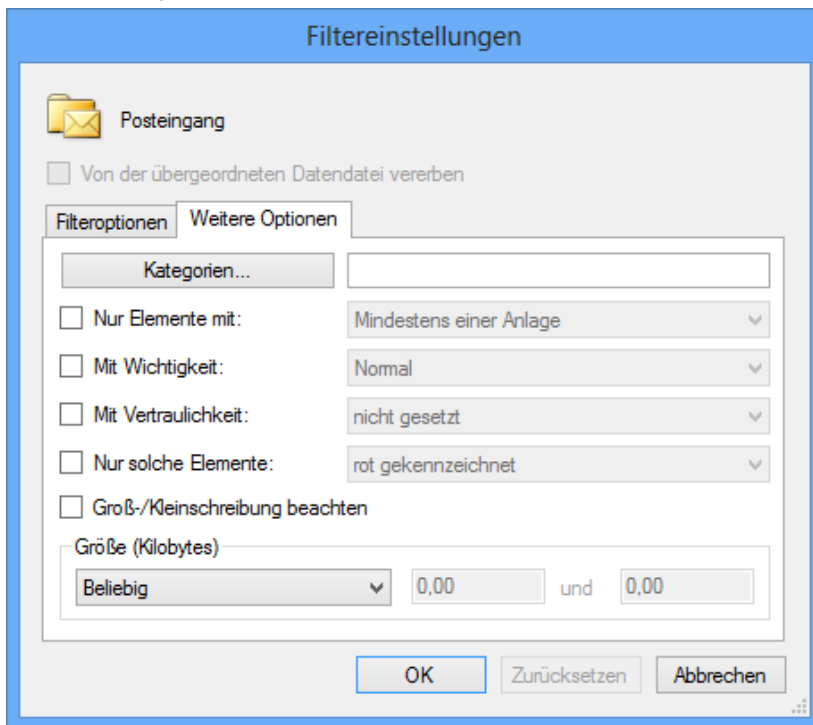 Filtereinstellungen
Posteingang
Von der übergeordneten Datendatei vererben
Filteroptionen Weitere Optionen
Kategorien...
Nur Elemente mit: Mindestens einer Anlage
Mit Wichtigkeit: Normal
Mit Vertraulichkeit: nicht gesetzt
Nur solche Elemente: rot gekennzeichnet
Groß-/Kleinschreibung beachten
Größe (Kilobytes)
Beliebig 0,00 und 0,00
OK Zurücksetzen Abbrechen